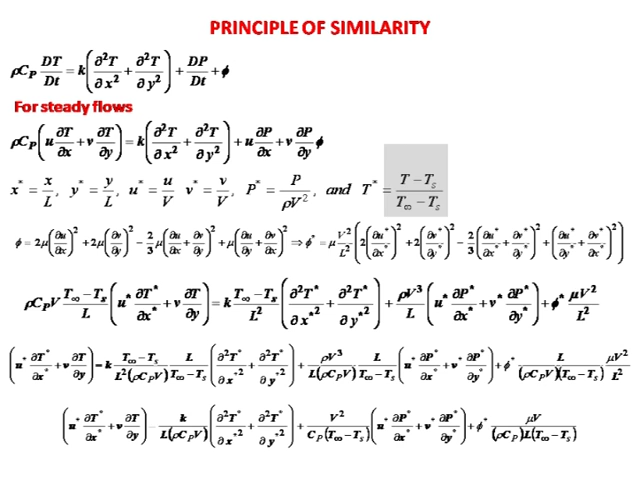 PRINCIPLE OF SIMILARITY
ρC_P DT/Dt = k(∂²T/∂x² + ∂²T/∂y²) + DP/Dt + ϕ
For steady flows
ρC_P(u ∂T/∂x + v ∂T/∂y) = k(∂²T/∂x² + ∂²T/∂y²) + u ∂P/∂x + v ∂P/∂y ϕ
x* = x/L, y* = y/L, u* = u/V v* = v/V, P* = P/ρV², and T* = T − T_s/T_∞ − T_s
ϕ = 2μ(∂u/∂x)² + 2μ(∂v/∂y)² − 2/3 μ(∂u/∂x + ∂v/∂y)² + μ(∂u/∂y + ∂v/∂x)² ⇒ ϕ* = μ V²/L² (2(∂u*/∂x*)² + 2(∂v*/∂y*)² − 2/3(∂u*/∂x* + ∂v*/∂y*)² + (∂u*/∂y* + ∂v*/∂x*)²)
ρC_P V T_∞ − T_s/L (u* ∂T*/∂x* + v ∂T/∂y) = k T_∞ − T_s/L² (∂²T*/∂x*² + ∂²T*/∂y*²) + ρV³/L (u* ∂P*/∂x* + v* ∂P*/∂y*) + ϕ* μV²/L²
(u* ∂T*/∂x* + v ∂T/∂y) = k T_∞ − T_s/L²(ρC_P V) L/T_∞ − T_s (∂²T*/∂x*² + ∂²T*/∂y*²) + ρV³/L(ρC_P V) L/T_∞ − T_s (u* ∂P*/∂x* + v* ∂P*/∂y*) + ϕ* L/(ρC_P V)(T_∞ − T_s) μV²/L²
(u* ∂T*/∂x* + v ∂T/∂y) = k/L(ρC_P V) (∂²T*/∂x*² + ∂²T*/∂y*²) + V²/C_P(T_∞ − T_s) (u* ∂P*/∂x* + v* ∂P*/∂y*) + ϕ* μV/(ρC_P)L(T_∞ − T_s)